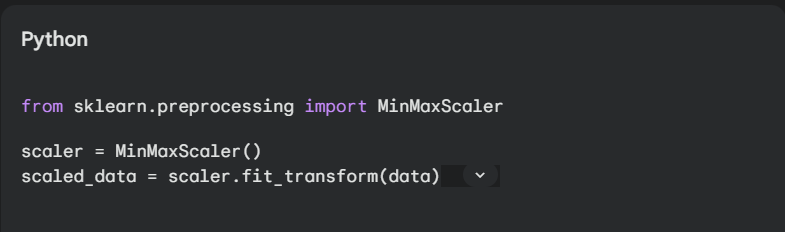 Python
from sklearn.preprocessing import MinMaxScaler
scaler = MinMaxScaler()
scaled_data = scaler.fit_transform(data)